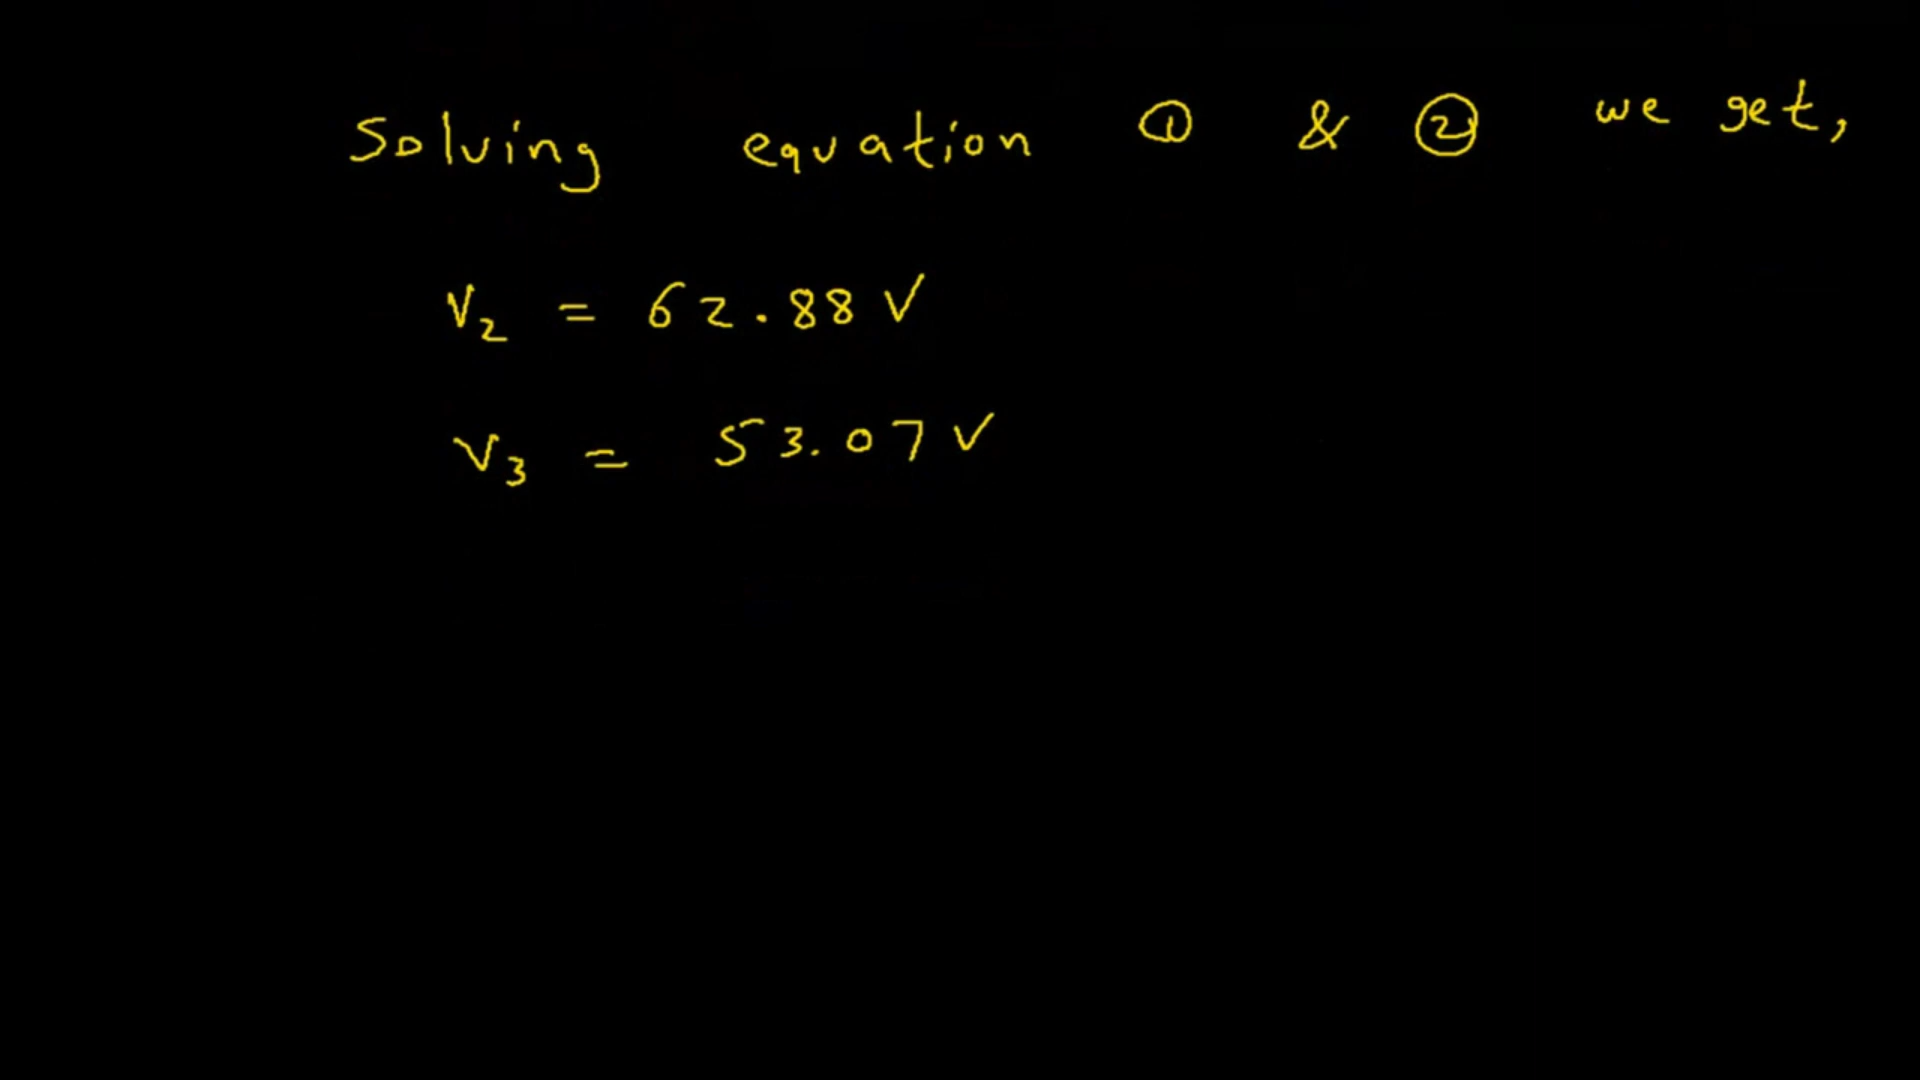 Solving equation ① & ② we get,
V₂ = 62.88 V
V₃ = 53.07 V